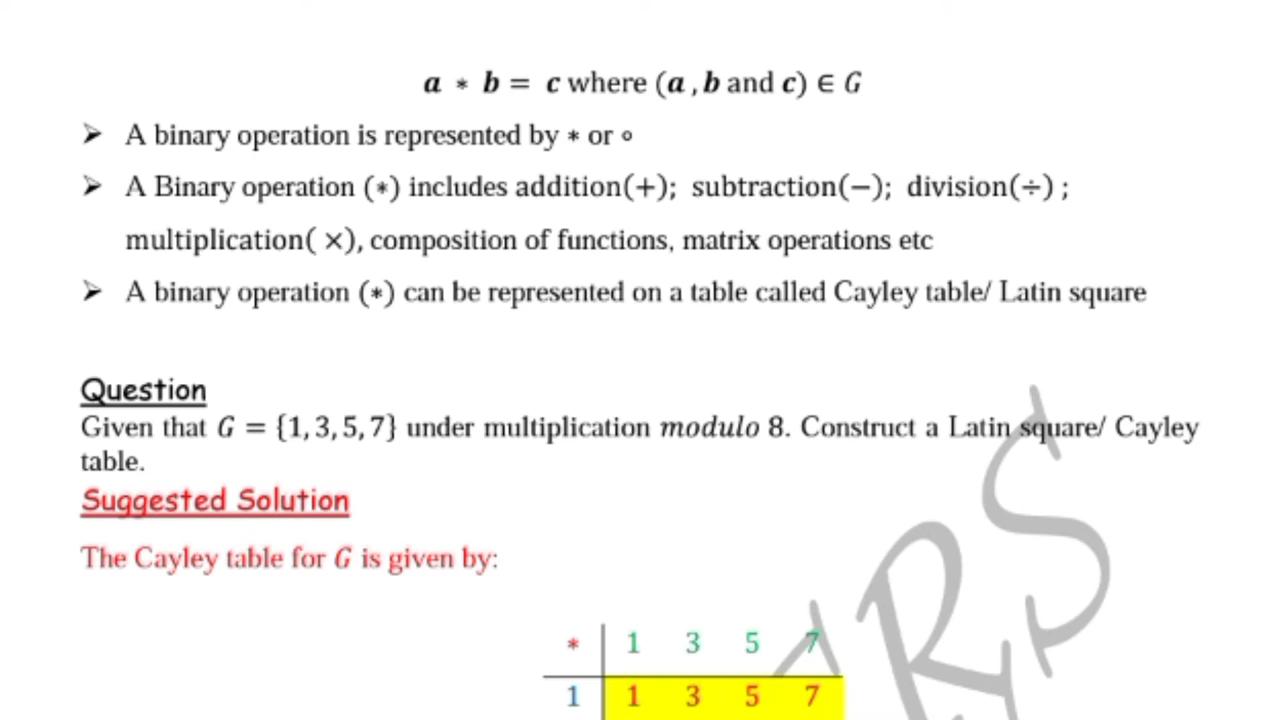 a * b = c where (a , b and c) ∈ G
➤ A binary operation is represented by * or ∘
➤ A Binary operation (*) includes addition(+); subtraction(−); division(÷) ;
multiplication( ×), composition of functions, matrix operations etc
➤ A binary operation (*) can be represented on a table called Cayley table/ Latin square
Question
Given that G = {1, 3, 5, 7} under multiplication modulo 8. Construct a Latin square/ Cayley
table.
Suggested Solution
The Cayley table for G is given by:
* 1 3 5 7
1 1 3 5 7